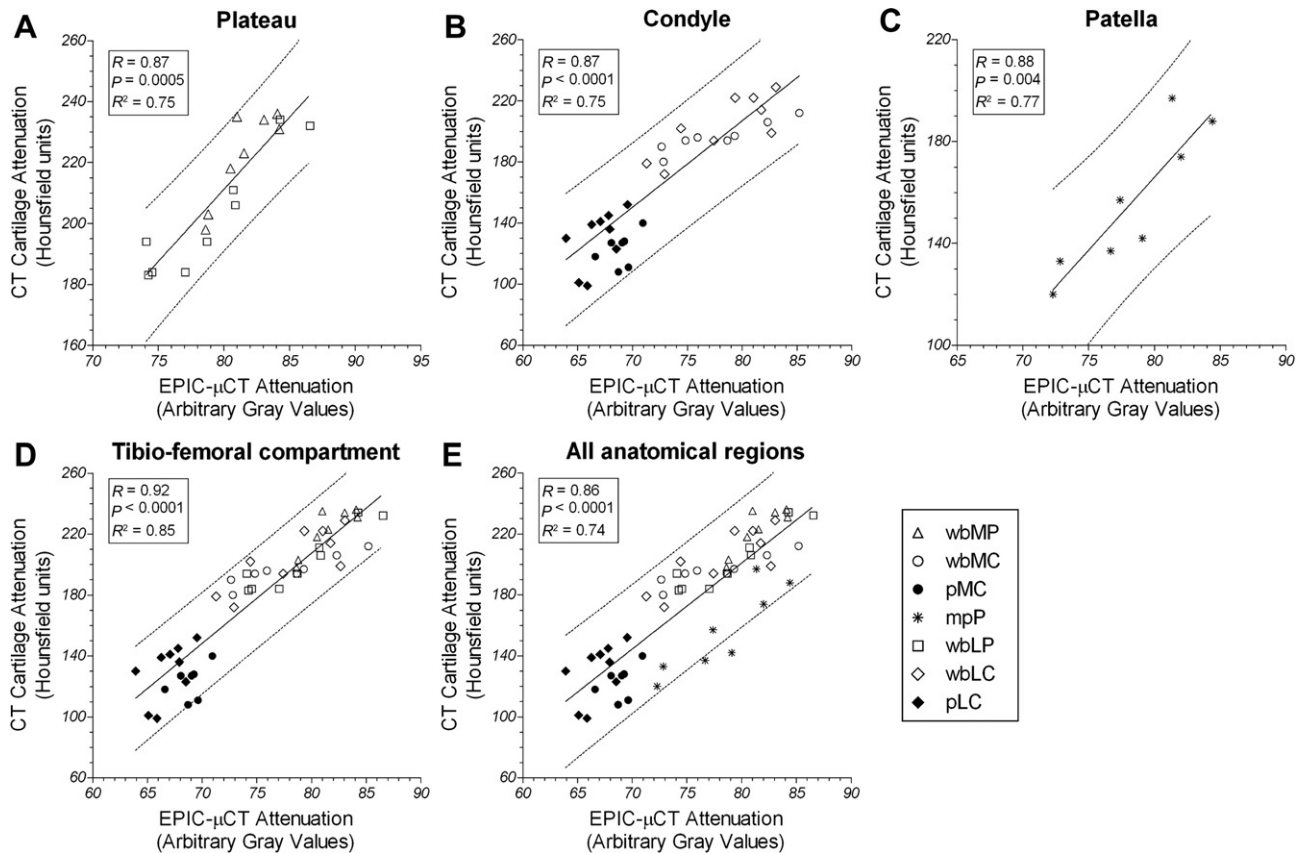 A
Plateau
R = 0.87
P = 0.0005
R² = 0.75
CT Cartilage Attenuation
(Hounsfield units)
260
240
220
200
180
160
70
75
80
85
90
95
EPIC-μCT Attenuation
(Arbitrary Gray Values)
B
Condyle
R = 0.87
P < 0.0001
R² = 0.75
CT Cartilage Attenuation
(Hounsfield units)
260
220
180
140
100
60
60
65
70
75
80
85
90
EPIC-μCT Attenuation
(Arbitrary Gray Values)
C
Patella
R = 0.88
P = 0.004
R² = 0.77
CT Cartilage Attenuation
(Hounsfield units)
220
180
140
100
65
70
75
80
85
90
EPIC-μCT Attenuation
(Arbitrary Gray Values)
D
Tibio-femoral compartment
R = 0.92
P < 0.0001
R² = 0.85
CT Cartilage Attenuation
(Hounsfield units)
260
220
180
140
100
60
60
65
70
75
80
85
90
EPIC-μCT Attenuation
(Arbitrary Gray Values)
E
All anatomical regions
R = 0.86
P < 0.0001
R² = 0.74
CT Cartilage Attenuation
(Hounsfield units)
260
220
180
140
100
60
60
65
70
75
80
85
90
EPIC-μCT Attenuation
(Arbitrary Gray Values)
wbMP
wbMC
pMC
mpP
wbLP
wbLC
pLC